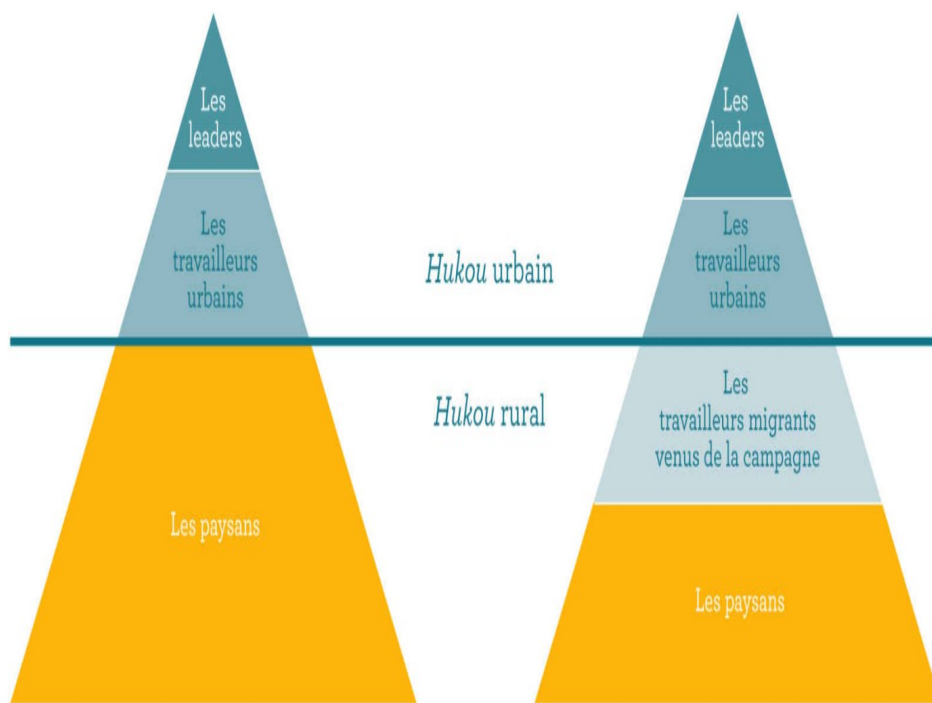 Les
leaders
Les
travailleurs
urbains
Les paysans
Hukou urbain
Hukou rural
Les
leaders
Les
travailleurs
urbains
Les
travailleurs migrants
venus de la campagne
Les paysans